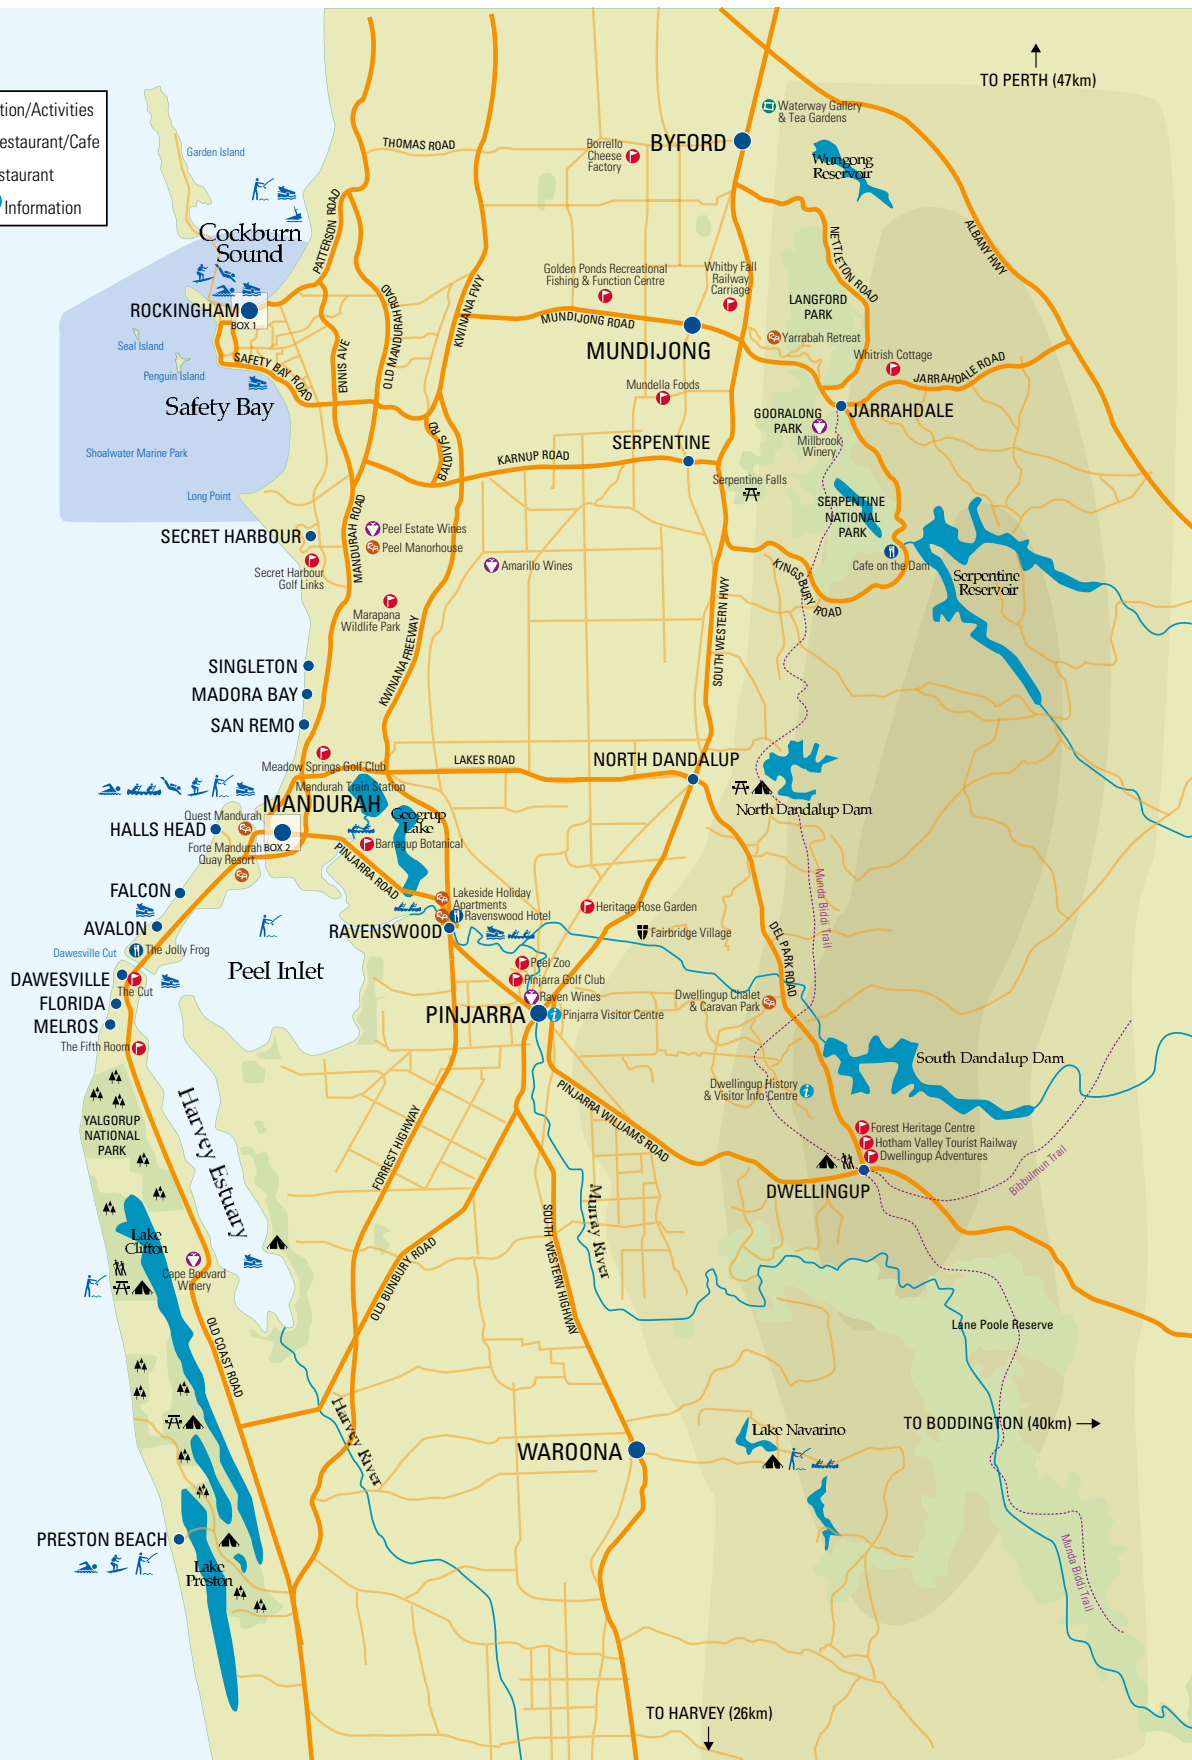 TO PERTH (47km)
tion/Activities
estaurant/Cafe
staurant
Information
Waterway Gallery
& Tea Gardens
BYFORD
THOMAS ROAD
Borrello
Cheese
Factory
Wungong
Reservoir
Garden Island
Cockburn
Sound
PATTERSON ROAD
ALBANY HWY
NETTLETON ROAD
Golden Ponds Recreational
Fishing & Function Centre
Whitby Fall
Railway
Carriage
LANGFORD
PARK
KWINANA FWY
OLD MANDURAH ROAD
ROCKINGHAM
BOX 1
MUNDIJONG ROAD
MUNDIJONG
Yarrabah Retreat
Whitrish Cottage
JARRAHDALE ROAD
Seal Island
Penguin Island
SAFETY BAY ROAD
ENNIS AVE
Safety Bay
Mundella Foods
GOORALONG
PARK
JARRAHDALE
Millbrook
Winery
SERPENTINE
BALDIVIS RD
KARNUP ROAD
Shoalwater Marine Park
Long Point
Serpentine Falls
SERPENTINE
NATIONAL
PARK
SECRET HARBOUR
MANDURAH ROAD
Peel Estate Wines
Peel Manorhouse
Amarillo Wines
Secret Harbour
Golf Links
Cafe on the Dam
KINGSBURY ROAD
Serpentine
Reservoir
Marapana
Wildlife Park
SOUTH WESTERN HWY
KWINANA FREEWAY
SINGLETON
MADORA BAY
SAN REMO
Meadow Springs Golf Club
LAKES ROAD
NORTH DANDALUP
Mandurah Train Station
MANDURAH
North Dandalup Dam
Quest Mandurah
Geogrup
Lake
HALLS HEAD
BOX 2
Forte Mandurah
Quay Resort
Barragup Botanical
PINJARRA ROAD
FALCON
Lakeside Holiday
Apartments
Ravenswood Hotel
Heritage Rose Garden
Munda Biddi Trail
AVALON
RAVENSWOOD
Fairbridge Village
DEL PARK ROAD
Dawesville Cut
The Jolly Frog
Peel Inlet
Peel Zoo
DAWESVILLE
The Cut
Pinjarra Golf Club
Raven Wines
Dwellingup Chalet
& Caravan Park
FLORIDA
MELROS
PINJARRA
Pinjarra Visitor Centre
The Fifth Room
South Dandalup Dam
Dwellingup History
& Visitor Info Centre
PINJARRA WILLIAMS ROAD
YALGORUP
NATIONAL
PARK
Harvey Estuary
FORREST HIGHWAY
Forest Heritage Centre
Hotham Valley Tourist Railway
Dwellingup Adventures
DWELLINGUP
Bibbulmun Trail
Murray River
SOUTH WESTERN HIGHWAY
OLD BUNBURY ROAD
Lake
Clifton
Cape Bouvard
Winery
OLD COAST ROAD
Lane Poole Reserve
TO BODDINGTON (40km)
Harvey River
Lake Navarino
WAROONA
PRESTON BEACH
Lake
Preston
Munda Biddi Trail
TO HARVEY (26km)